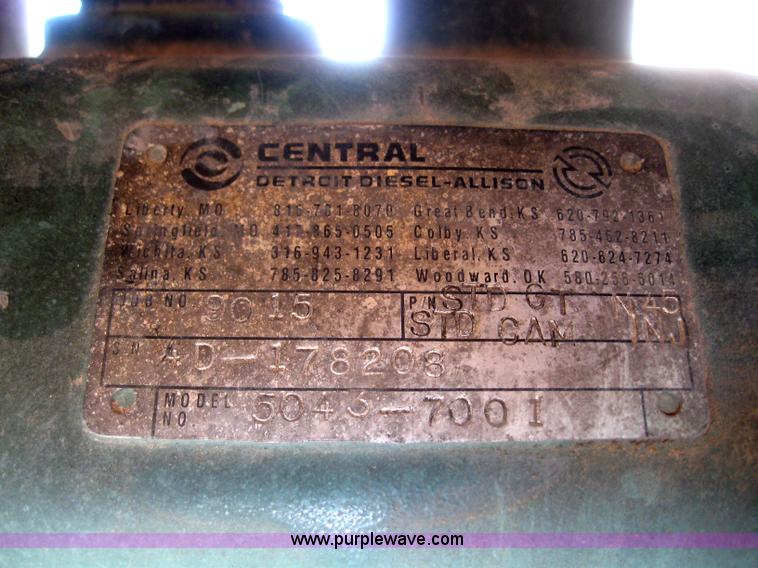 CENTRAL
DETROIT DIESEL-ALLISON
Liberty, MO 816-781-8070 Great Bend, KS 620-792-1361
Springfield, MO 417-865-0505 Colby, KS 785-462-8211
Wichita, KS 316-943-1231 Liberal, KS 620-624-7274
Salina, KS 785-825-8291 Woodward, OK 580-256-5014
JOB NO. 9015 P/N STD GT N45
STD CAM INJ
S.N. 4D-178208
MODEL NO. 5043-7001
www.purplewave.com